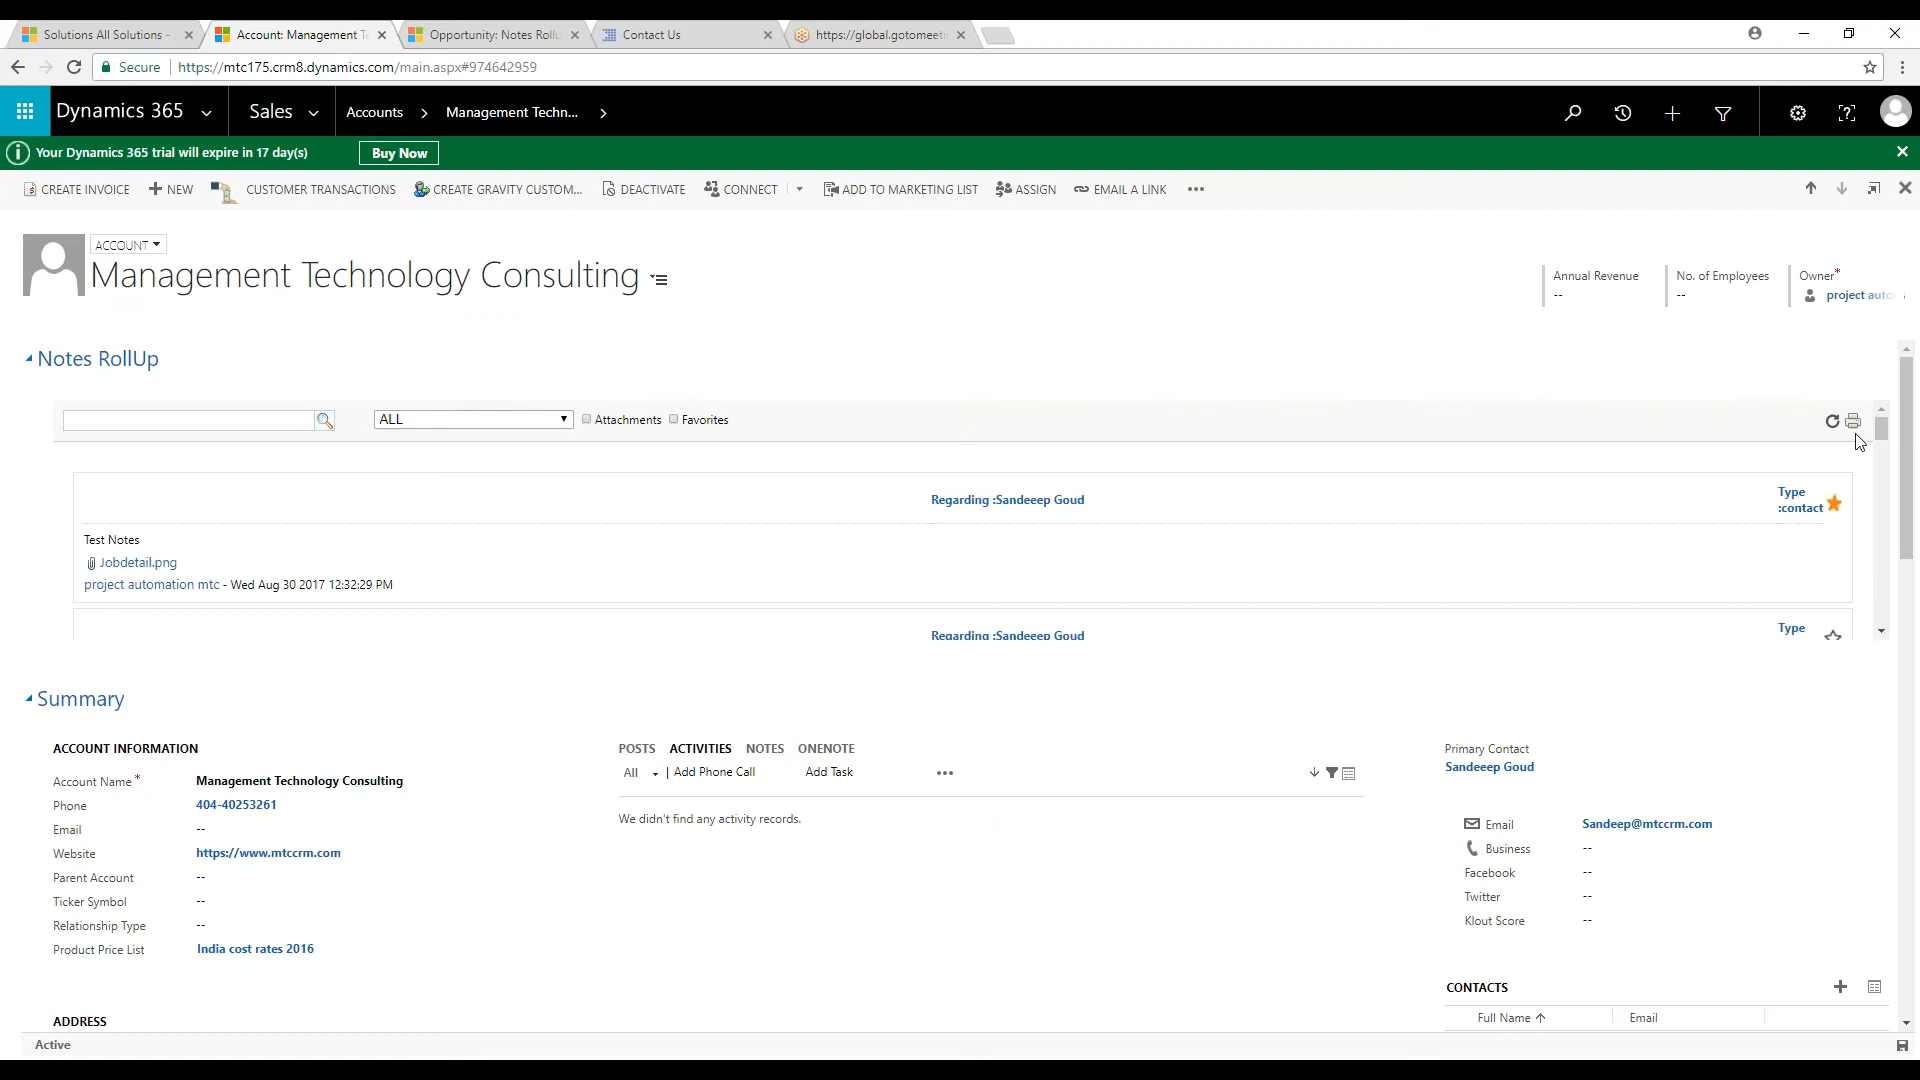 Solutions All Solutions -
Account: Management Te
Opportunity: Notes Rollu
Contact Us
https://global.gotomeeti
Secure
https://mtc175.crm8.dynamics.com/main.aspx#974642959
Dynamics 365
Sales
Accounts
Management Techn...
Your Dynamics 365 trial will expire in 17 day(s)
Buy Now
CREATE INVOICE
NEW
CUSTOMER TRANSACTIONS
CREATE GRAVITY CUSTOM...
DEACTIVATE
CONNECT
ADD TO MARKETING LIST
ASSIGN
EMAIL A LINK
ACCOUNT
Management Technology Consulting
Annual Revenue
--
No. of Employees
--
Owner*
project auto
Notes RollUp
ALL
Attachments
Favorites
Regarding :Sandeeep Goud
Type
:contact
Test Notes
Jobdetail.png
project automation mtc - Wed Aug 30 2017 12:32:29 PM
Regarding :Sandeeep Goud
Type
Summary
ACCOUNT INFORMATION
Account Name* Management Technology Consulting
Phone 404-40253261
Email --
Website https://www.mtccrm.com
Parent Account --
Ticker Symbol --
Relationship Type --
Product Price List India cost rates 2016
ADDRESS
POSTS ACTIVITIES NOTES ONENOTE
All | Add Phone Call Add Task
We didn't find any activity records.
Primary Contact
Sandeeep Goud
Email Sandeep@mtccrm.com
Business --
Facebook --
Twitter --
Klout Score --
CONTACTS
Full Name Email
Active